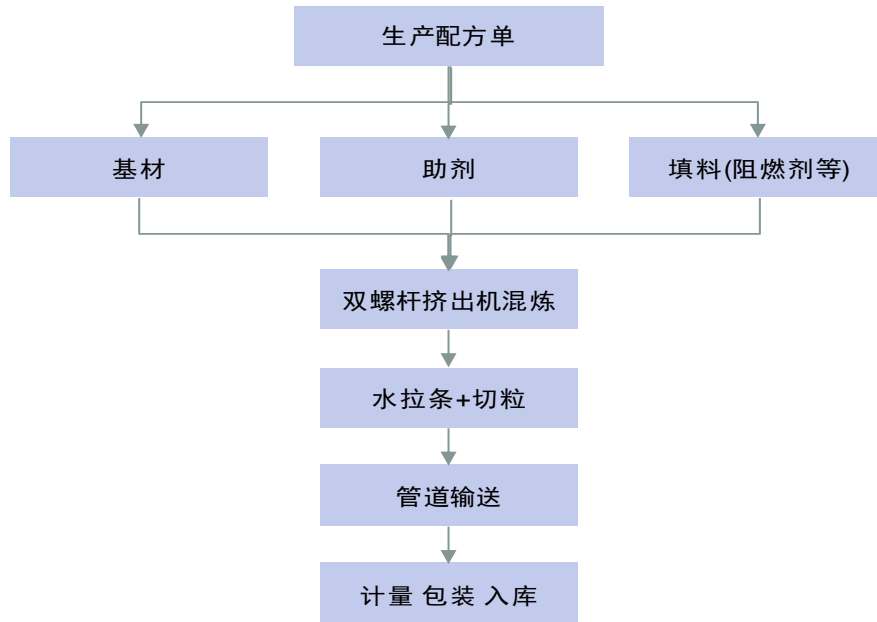 生产配方单
基材
助剂
填料(阻燃剂等)
双螺杆挤出机混炼
水拉条+切粒
管道输送
计量 包装 入库